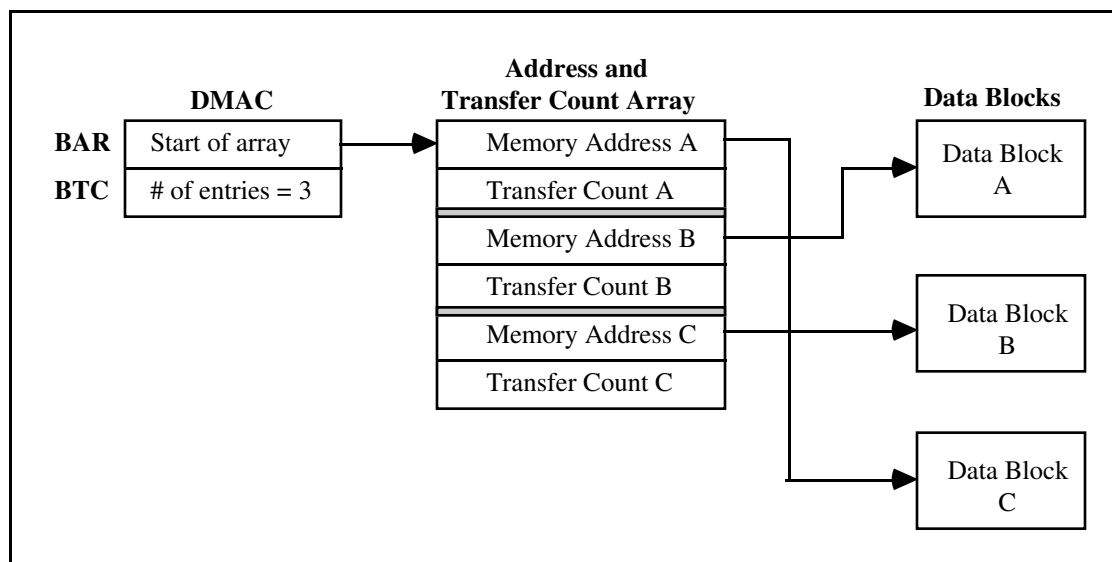 Address and
Transfer Count Array
DMAC
Data Blocks
BAR
Start of array
BTC
# of entries = 3
Memory Address A
Transfer Count A
Memory Address B
Transfer Count B
Memory Address C
Transfer Count C
Data Block
A
Data Block
B
Data Block
C